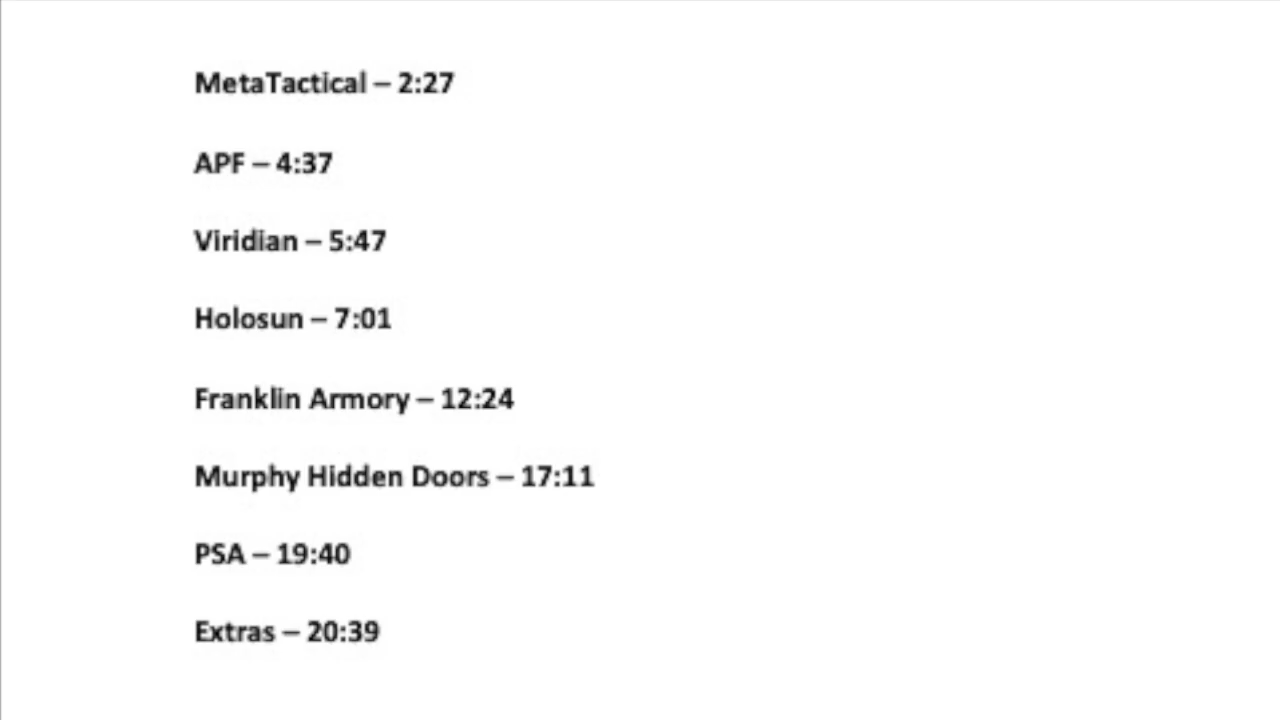 MetaTactical – 2:27
APF – 4:37
Viridian – 5:47
Holosun – 7:01
Franklin Armory – 12:24
Murphy Hidden Doors – 17:11
PSA – 19:40
Extras – 20:39